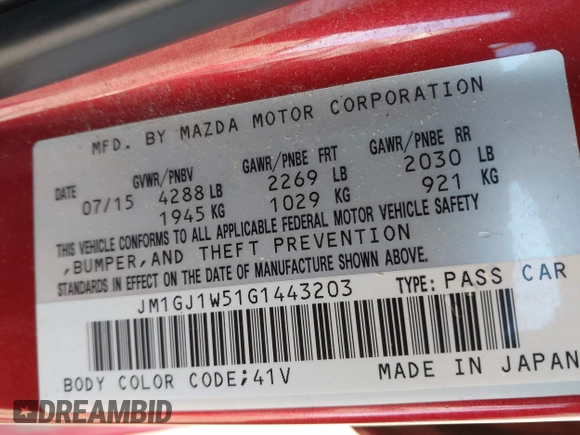 MFD. BY MAZDA MOTOR CORPORATION
DATE GVWR/PNBV GAWR/PNBE FRT GAWR/PNBE RR
07/15 4288 LB 2269 LB 2030 LB
1945 KG 1029 KG 921 KG
THIS VEHICLE CONFORMS TO ALL APPLICABLE FEDERAL MOTOR VEHICLE SAFETY
,BUMPER,AND THEFT PREVENTION
STANDARDS IN EFFECT ON THE DATE OF MANUFACTURE SHOWN ABOVE.
JM1GJ1W51G1443203 TYPE: PASS CAR
BODY COLOR CODE;41V MADE IN JAPAN
DREAMBID